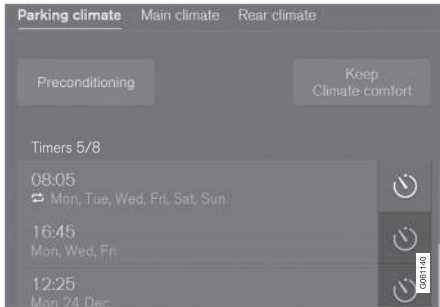 Parking climate Main climate Rear climate
Preconditioning
Keep
Climate comfort
Timers 5/8
08:05
Mon, Tue, Wed, Fri, Sat, Sun
16:45
Mon, Wed, Fri
12:25
Mon 24 Dec
G061140